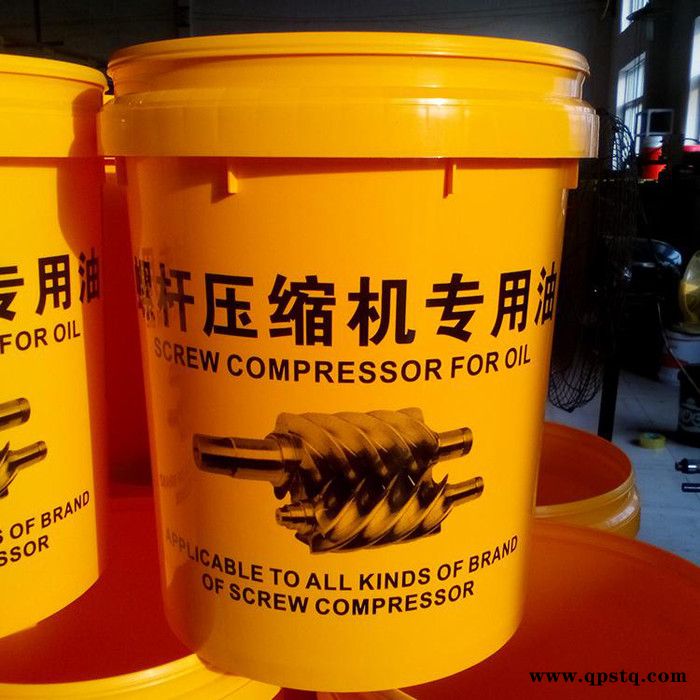 螺杆压缩机专用油
SCREW COMPRESSOR FOR OIL
APPLICABLE TO ALL KINDS OF BRAND
OF SCREW COMPRESSOR
专用油
FOR OIL
S OF BRAND
SSOR
www.qpstq.com